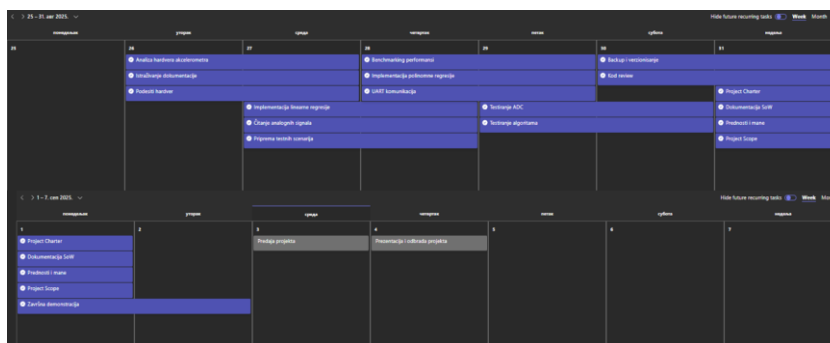 25 – 31. авг 2025.
Hide future recurring tasks Week Month
понедељак уторак среда четвртак петак субота недеља
25 26 27 28 29 30 31
Analiza hardvera akcelerometra Benchmarking performansi Backup i verzionisanje
Istraživanje dokumentacije Implementacija polinomne regresije Kod review
Podesiti hardver UART komunikacija Project Charter
Implementacija linearne regresije Testiranje ADC Dokumentacija SoW
Čitanje analognih signala Testiranje algoritama Prednosti i mane
Priprema testnih scenarija Project Scope
1 – 7. сеп 2025.
Hide future recurring tasks Week
понедељак уторак среда четвртак петак субота недеља
1 2 3 4 5 6 7
Project Charter Predaja projekta Prezentacija i odbrada projekta
Dokumentacija SoW
Prednosti i mane
Project Scope
Završna demonstracija